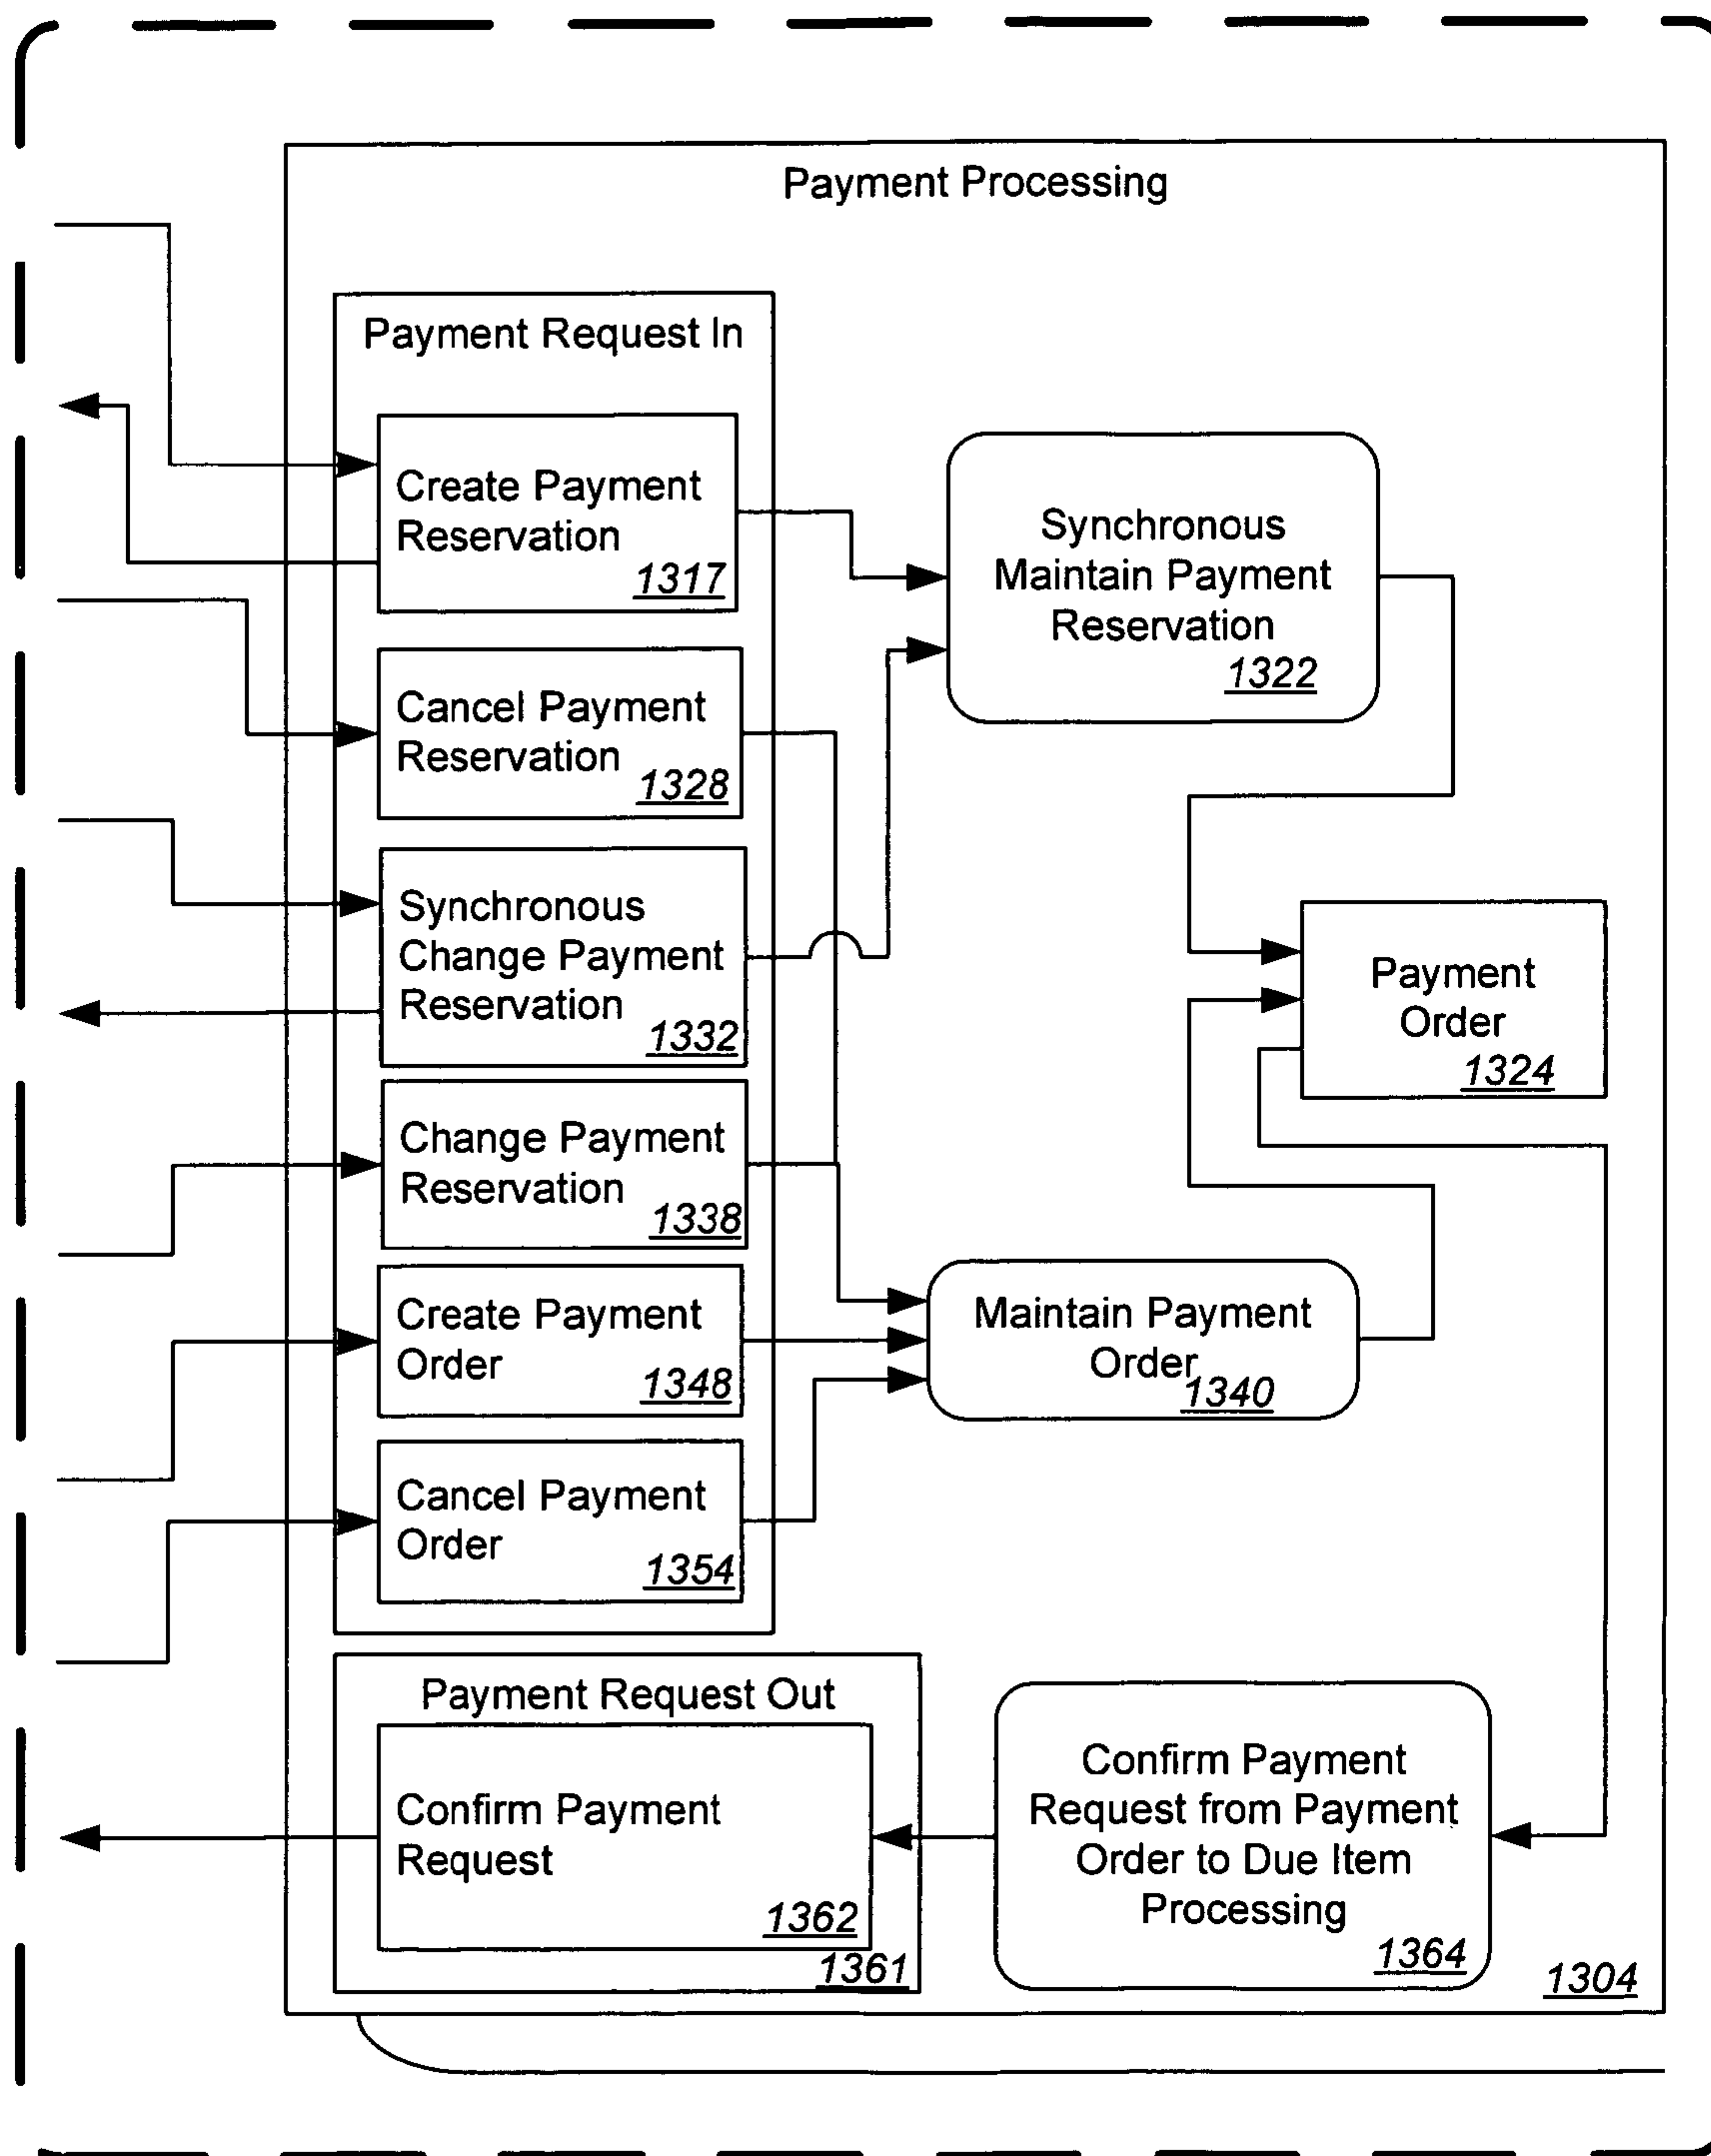 Payment Processing
Payment Request In
Create Payment
Reservation
1317
Cancel Payment
Reservation
1328
Synchronous
Change Payment
Reservation
1332
Change Payment
Reservation
1338
Create Payment
Order
1348
Cancel Payment
Order
1354
Synchronous
Maintain Payment
Reservation
1322
Payment
Order
1324
Maintain Payment
Order
1340
Payment Request Out
Confirm Payment
Request
1362
1361
Confirm Payment
Request from Payment
Order to Due Item
Processing
1364
1304